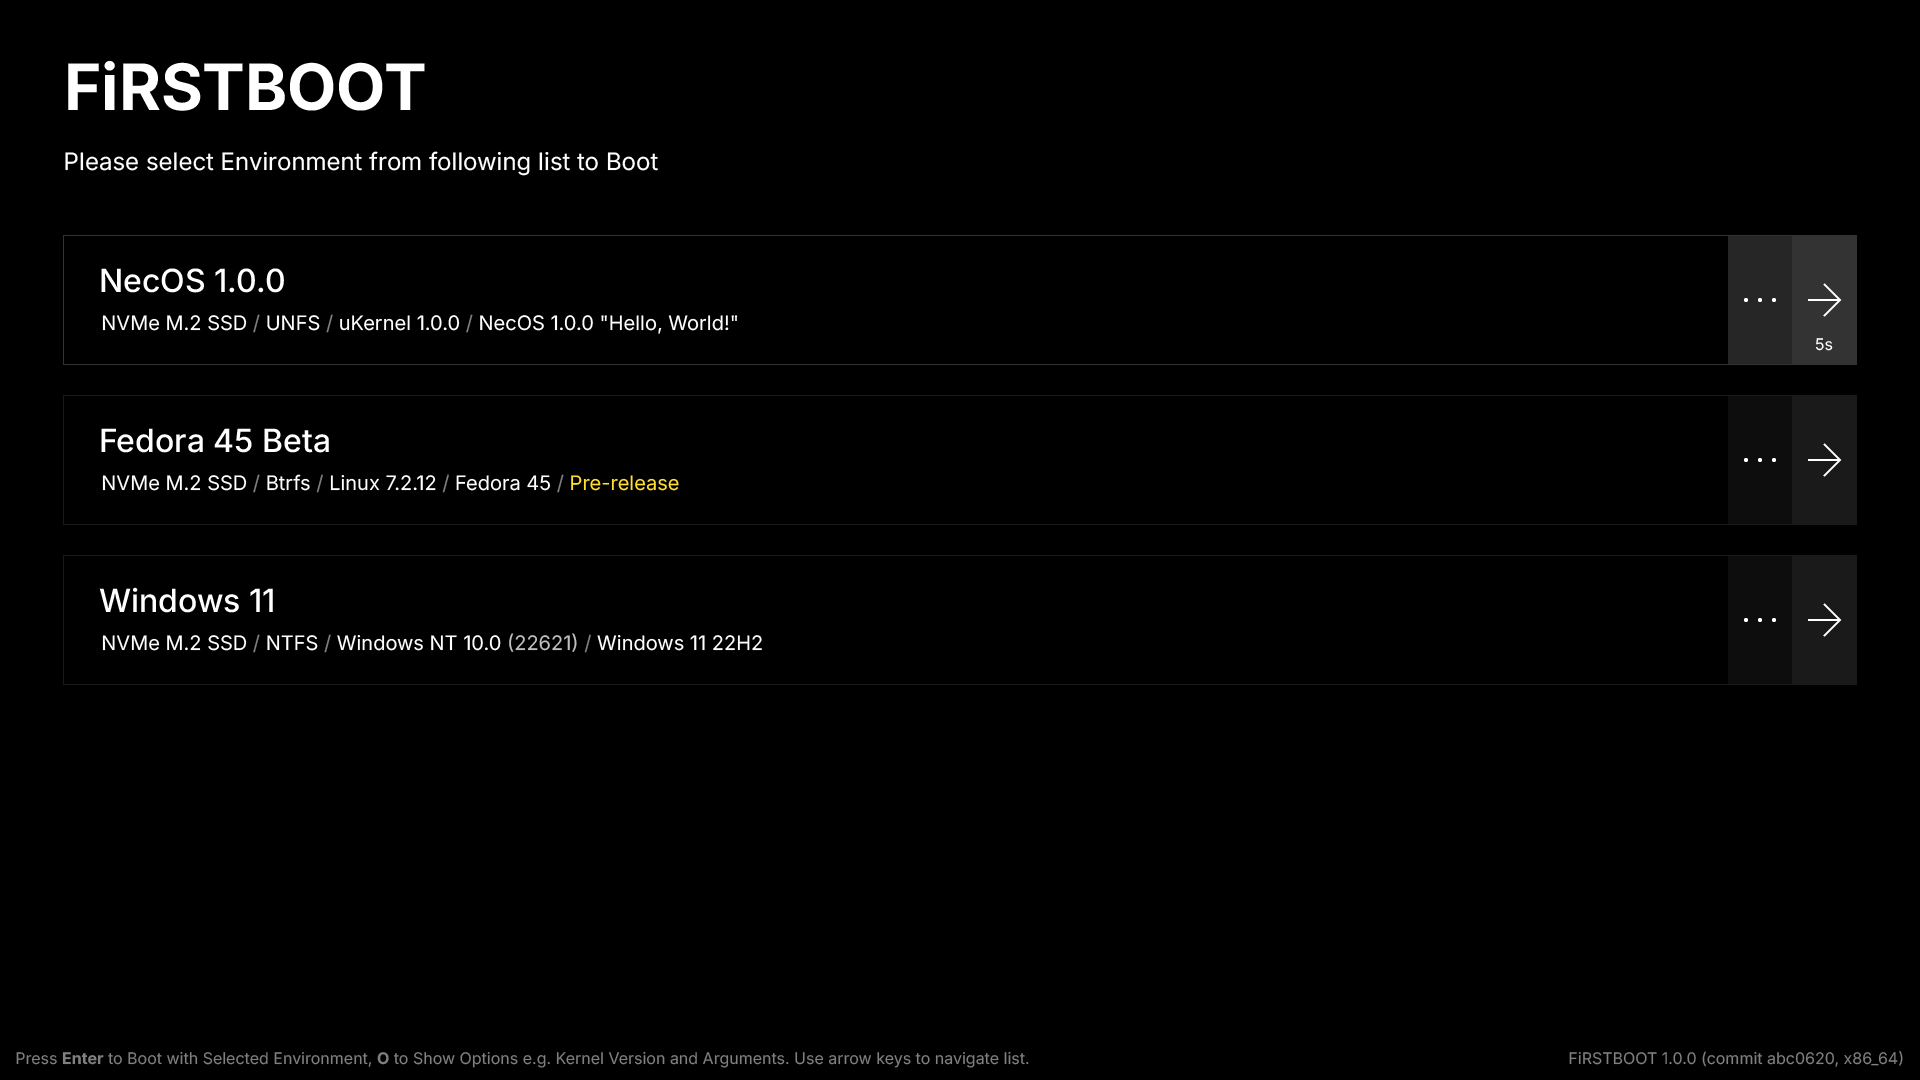 FiRSTBOOT
Please select Environment from following list to Boot
NecOS 1.0.0
NVMe M.2 SSD / UNFS / uKernel 1.0.0 / NecOS 1.0.0 "Hello, World!"
5s
Fedora 45 Beta
NVMe M.2 SSD / Btrfs / Linux 7.2.12 / Fedora 45 / Pre-release
Windows 11
NVMe M.2 SSD / NTFS / Windows NT 10.0 (22621) / Windows 11 22H2
Press Enter to Boot with Selected Environment, O to Show Options e.g. Kernel Version and Arguments. Use arrow keys to navigate list.
FiRSTBOOT 1.0.0 (commit abc0620, x86_64)